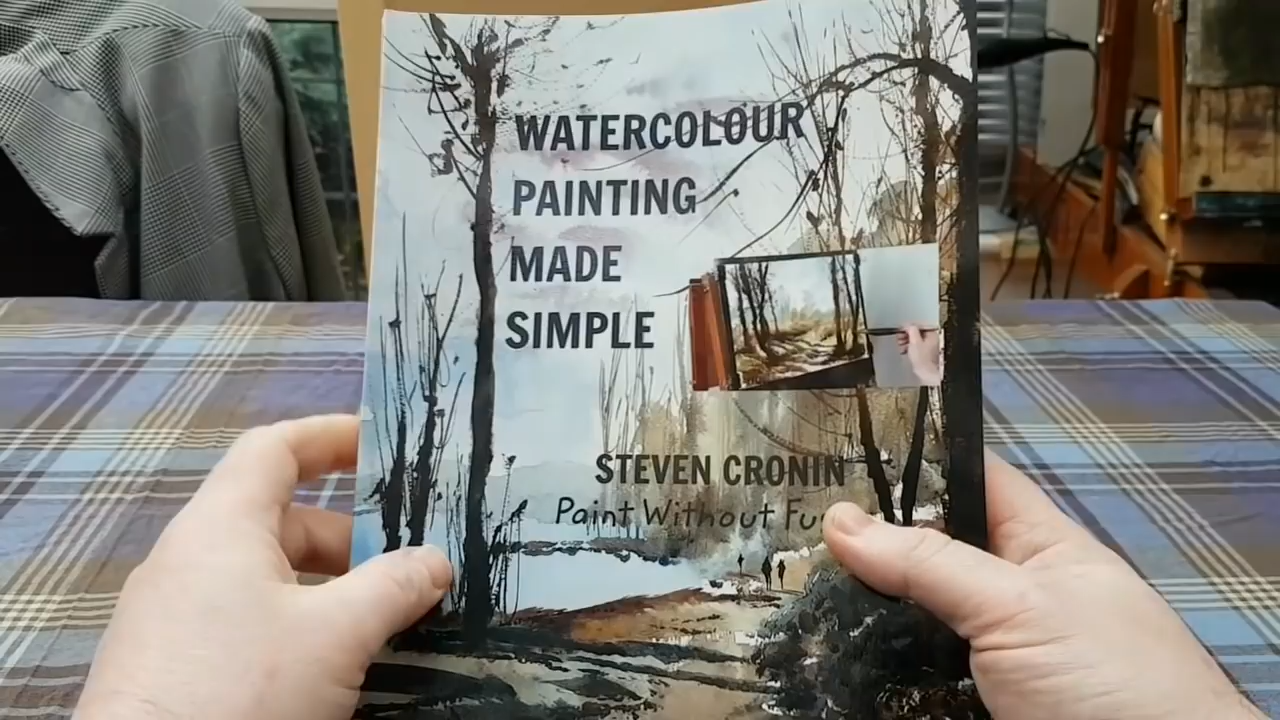 WATERCOLOUR
PAINTING
MADE
SIMPLE
STEVEN CRONIN
Paint Without